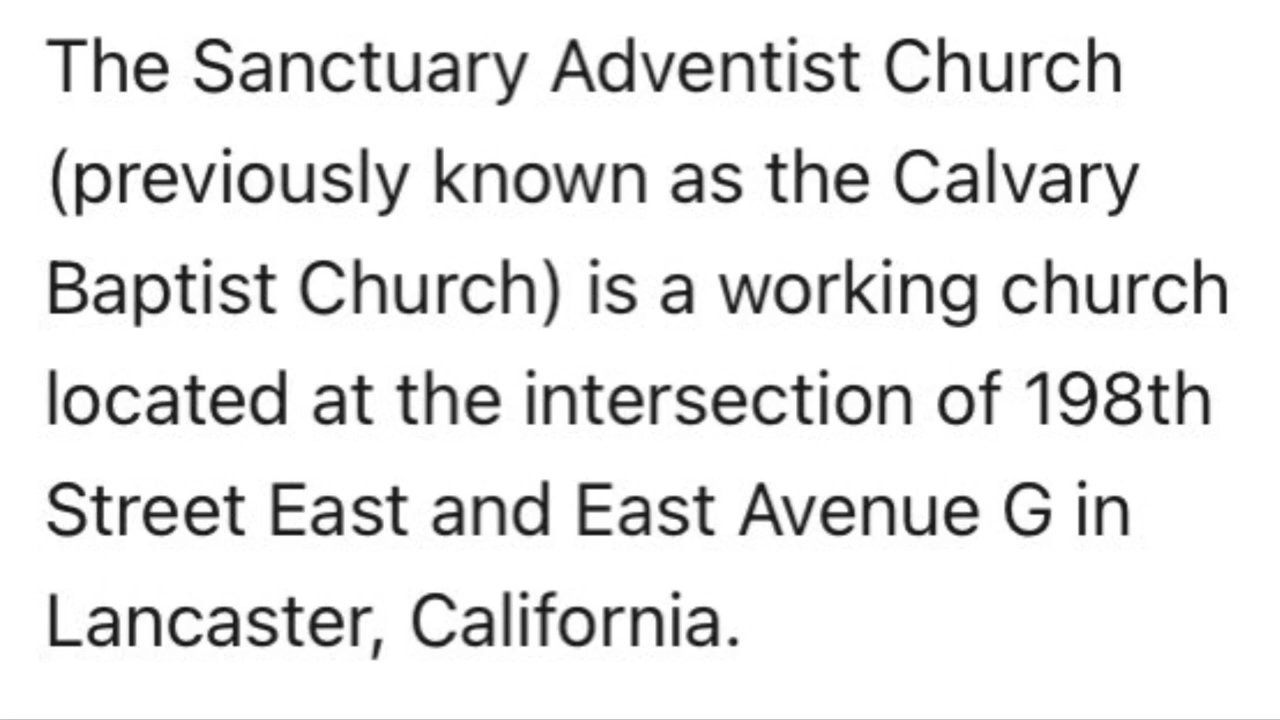 The Sanctuary Adventist Church
(previously known as the Calvary
Baptist Church) is a working church
located at the intersection of 198th
Street East and East Avenue G in
Lancaster, California.